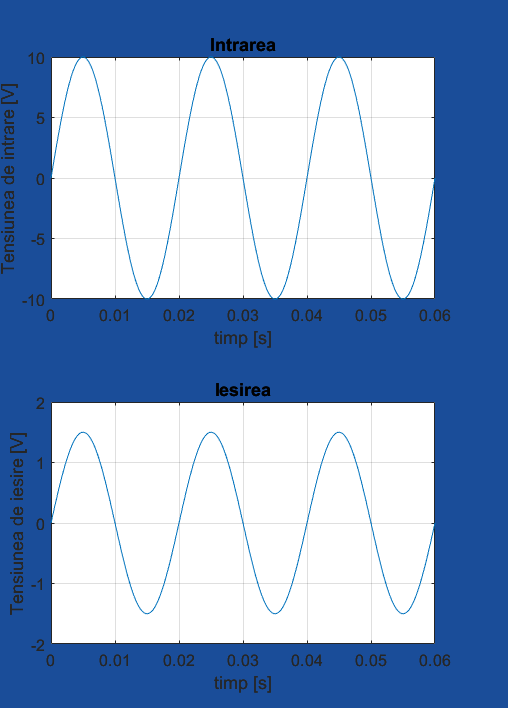 Intrarea
Tensiunea de intrare [V]
10
5
0
-5
-10
0 0.01 0.02 0.03 0.04 0.05 0.06
timp [s]
Iesirea
Tensiunea de iesire [V]
2
1
0
-1
-2
0 0.01 0.02 0.03 0.04 0.05 0.06
timp [s]